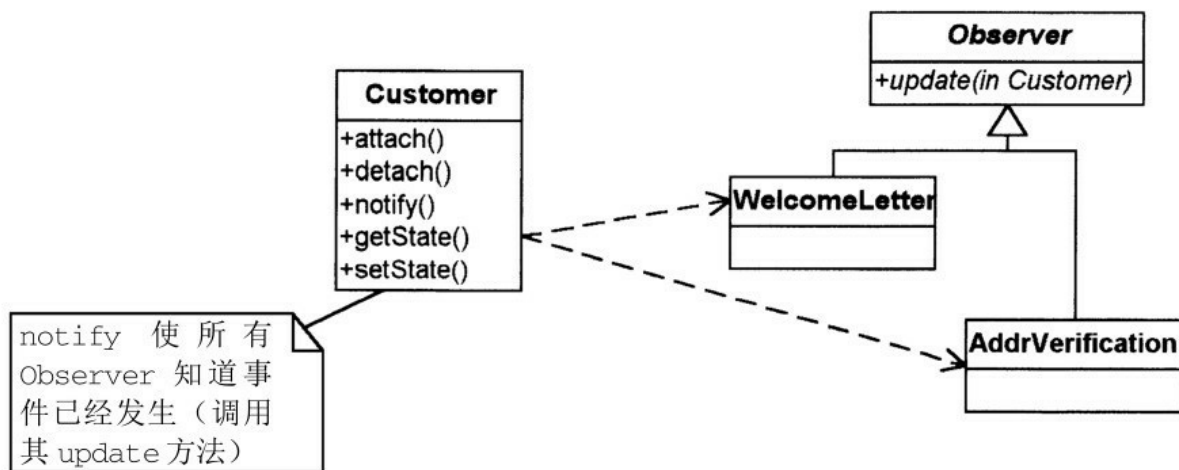 Observer
+update(in Customer)
Customer
+attach()
+detach()
+notify()
+getState()
+setState()
WelcomeLetter
AddrVerification
notify 使所有
Observer 知道事
件已经发生（调用
其 update 方法）